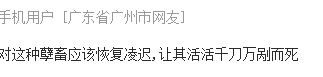 手机用户 [广东省广州市网友]
对这种孽畜应该恢复凌迟,让其活活千刀万剐而死